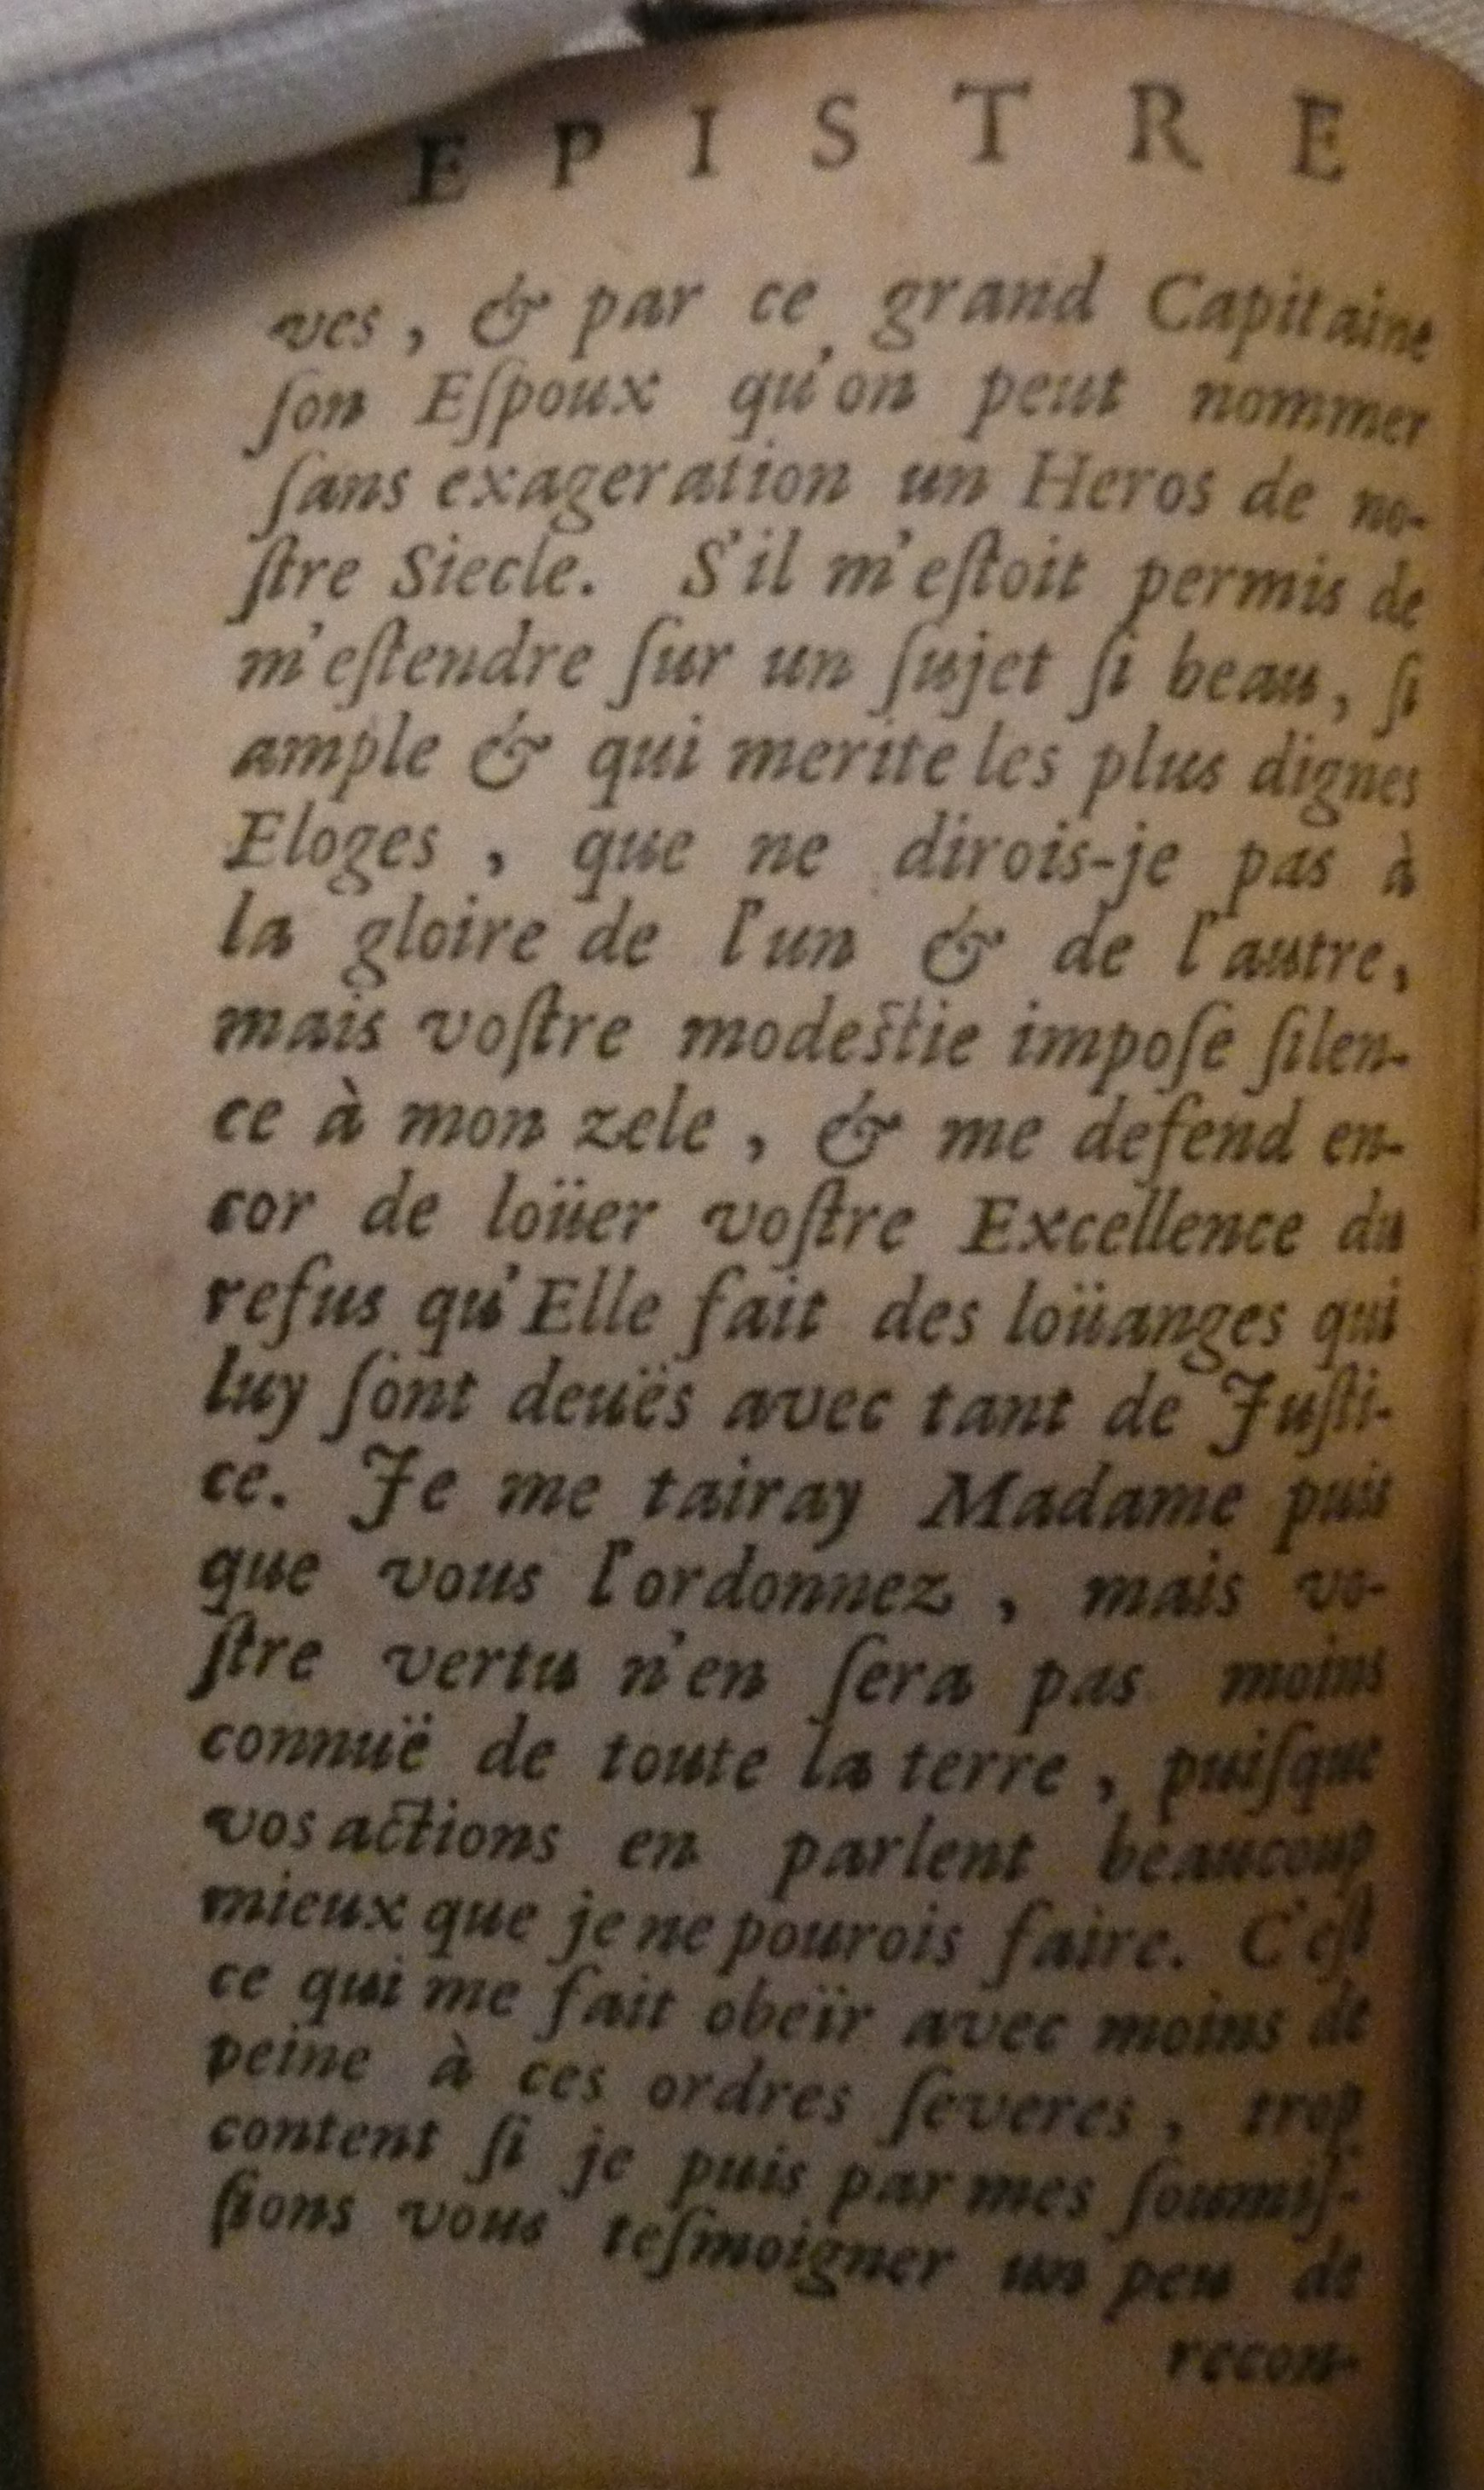 EPISTRE
ves, & par ce grand Capitaine
ſon Eſpoux qu'on peut nommer
ſans exageration un Heros de no-
ſtre Siecle. S'il m'eſtoit permis de
m'eſtendre ſur un ſujet ſi beau, ſi
ample & qui merite les plus dignes
Eloges, que ne dirois-je pas à
la gloire de l'un & de l'autre,
mais voſtre modestie impoſe ſilen-
ce à mon zele, & me defend en-
cor de loüer voſtre Excellence du
refus qu'Elle fait des loüanges qui
luy ſont deuës avec tant de Juſti-
ce. Je me tairay Madame puis
que vous l'ordonnez, mais vo-
ſtre vertu n'en ſera pas moins
connuë de toute la terre, puiſque
vos actions en parlent beaucoup
mieux que je ne pourois faire. C'eſt
ce qui me fait obeïr avec moins de
peine à ces ordres ſeveres, trop
content ſi je puis par mes ſoumiſ-
ſions vous teſmoigner un peu de
recon-